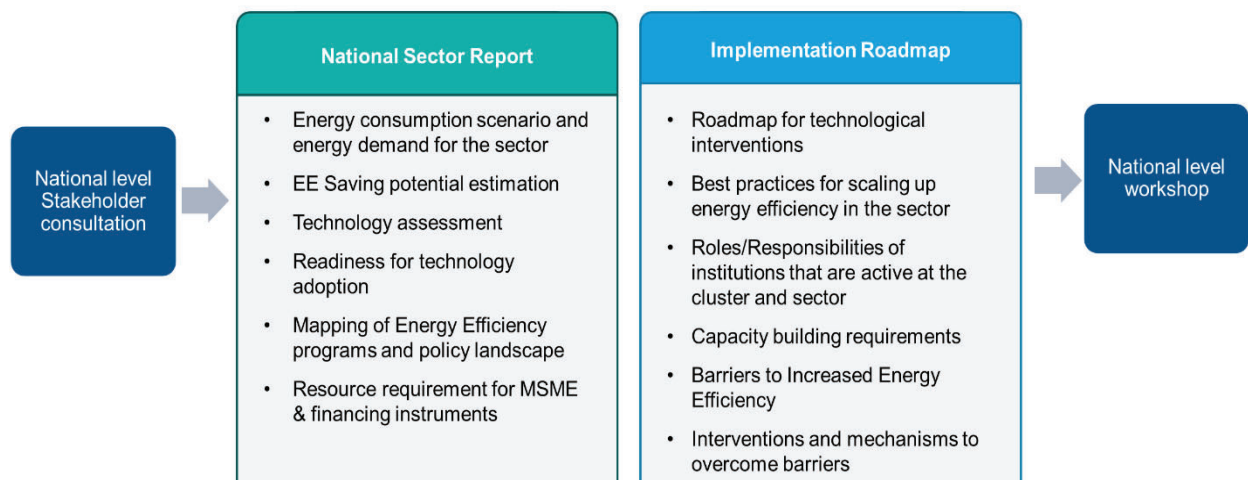 National level
Stakeholder
consultation
National Sector Report
• Energy consumption scenario and
energy demand for the sector
• EE Saving potential estimation
• Technology assessment
• Readiness for technology
adoption
• Mapping of Energy Efficiency
programs and policy landscape
• Resource requirement for MSME
& financing instruments
Implementation Roadmap
• Roadmap for technological
interventions
• Best practices for scaling up
energy efficiency in the sector
• Roles/Responsibilities of
institutions that are active at the
cluster and sector
• Capacity building requirements
• Barriers to Increased Energy
Efficiency
• Interventions and mechanisms to
overcome barriers
National level
workshop